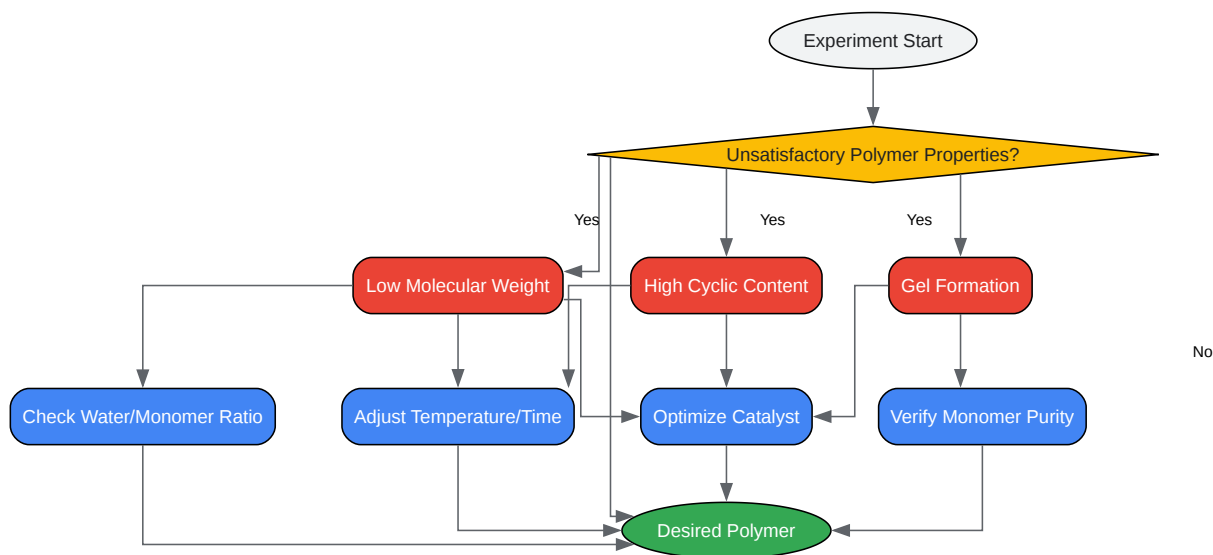 Experiment Start
Unsatisfactory Polymer Properties?
Yes
Yes
Yes
Low Molecular Weight
High Cyclic Content
Gel Formation
No
Check Water/Monomer Ratio
Adjust Temperature/Time
Optimize Catalyst
Verify Monomer Purity
Desired Polymer